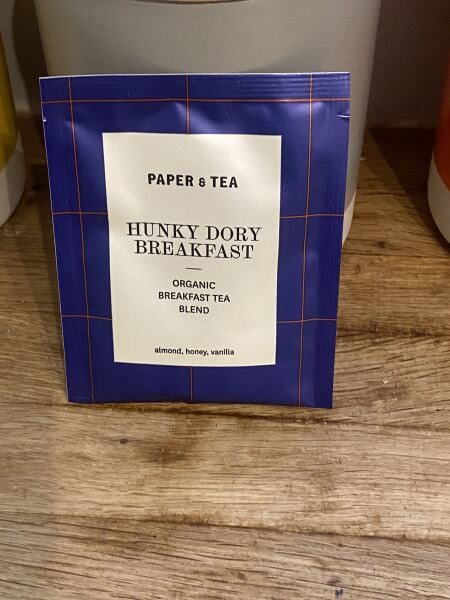 PAPER & TEA
HUNKY DORY
BREAKFAST
ORGANIC
BREAKFAST TEA
BLEND
almond, honey, vanilla